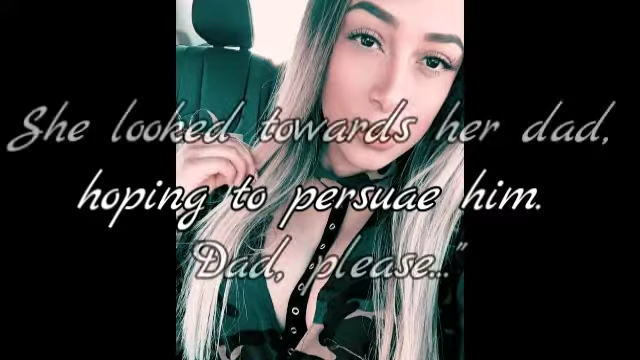 She looked towards her dad,
hoping to persuae him.
"Dad, please..."